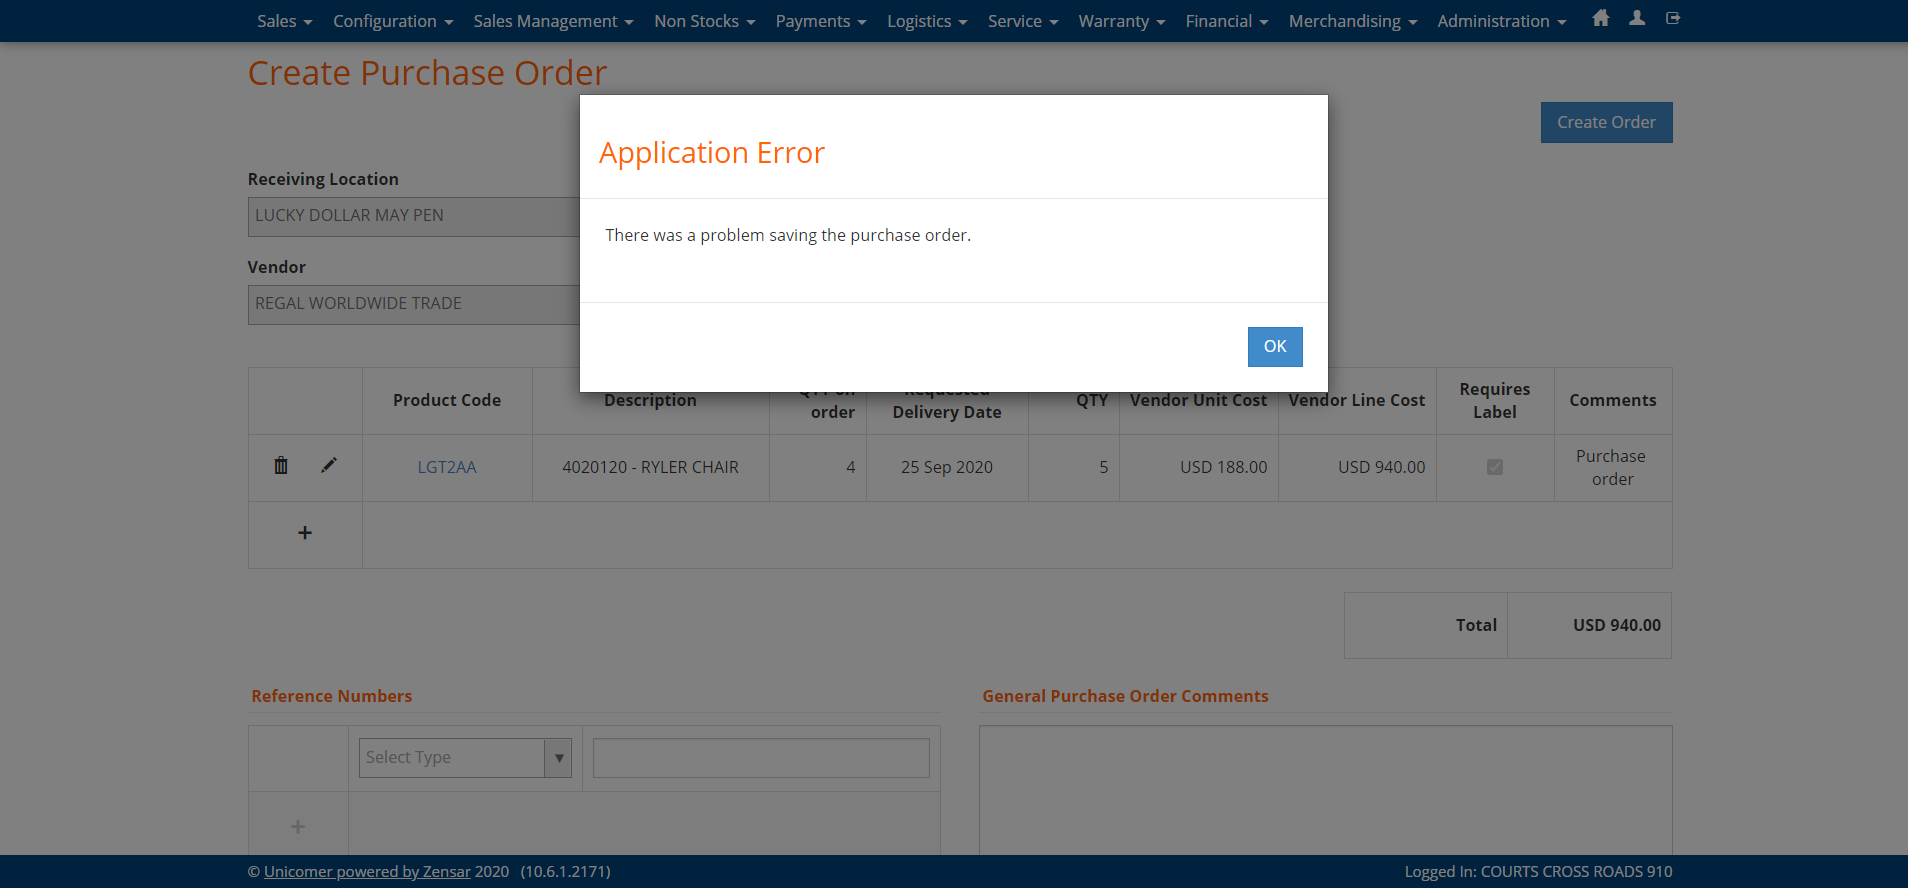 Sales Configuration Sales Management Non Stocks Payments Logistics Service Warranty Financial Merchandising Administration
Create Purchase Order
Create Order
Application Error
There was a problem saving the purchase order.
OK
Receiving Location
LUCKY DOLLAR MAY PEN
Vendor
REGAL WORLDWIDE TRADE
Product Code Description order Delivery Date QTY Vendor Unit Cost Vendor Line Cost Requires Label Comments
LGT2AA 4020120 - RYLER CHAIR 4 25 Sep 2020 5 USD 188.00 USD 940.00 Purchase order
+
Total USD 940.00
Reference Numbers General Purchase Order Comments
Select Type
+
© Unicomer powered by Zensar 2020 (10.6.1.2171) Logged In: COURTS CROSS ROADS 910